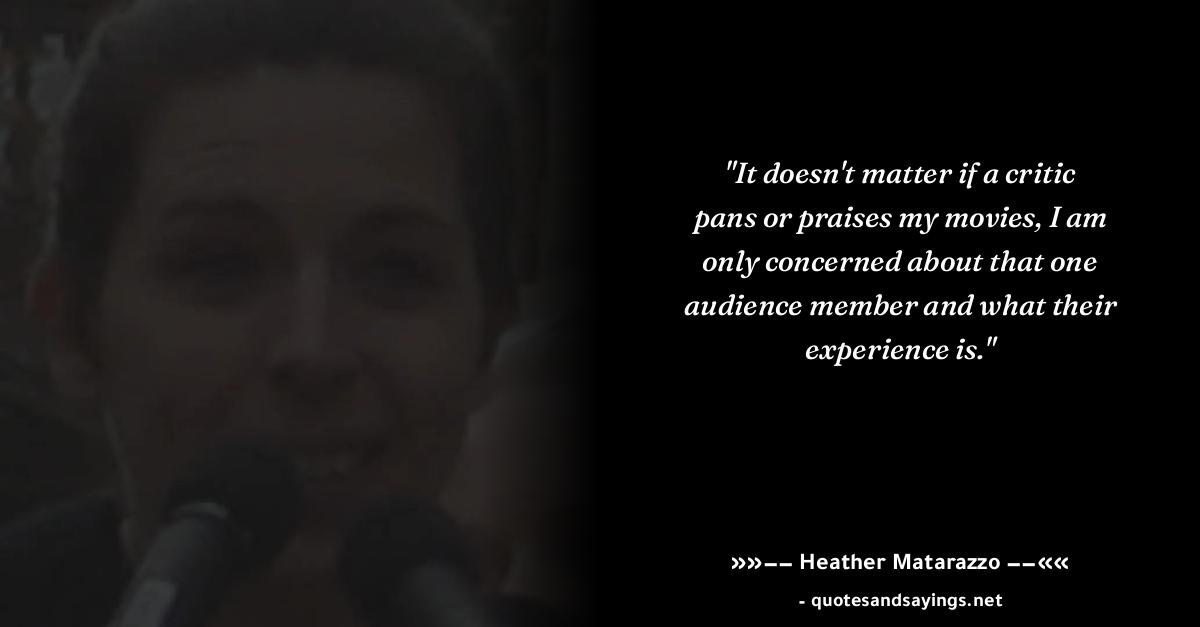 "It doesn't matter if a critic
pans or praises my movies, I am
only concerned about that one
audience member and what their
experience is."
»»–– Heather Matarazzo ––««
- quotesandsayings.net